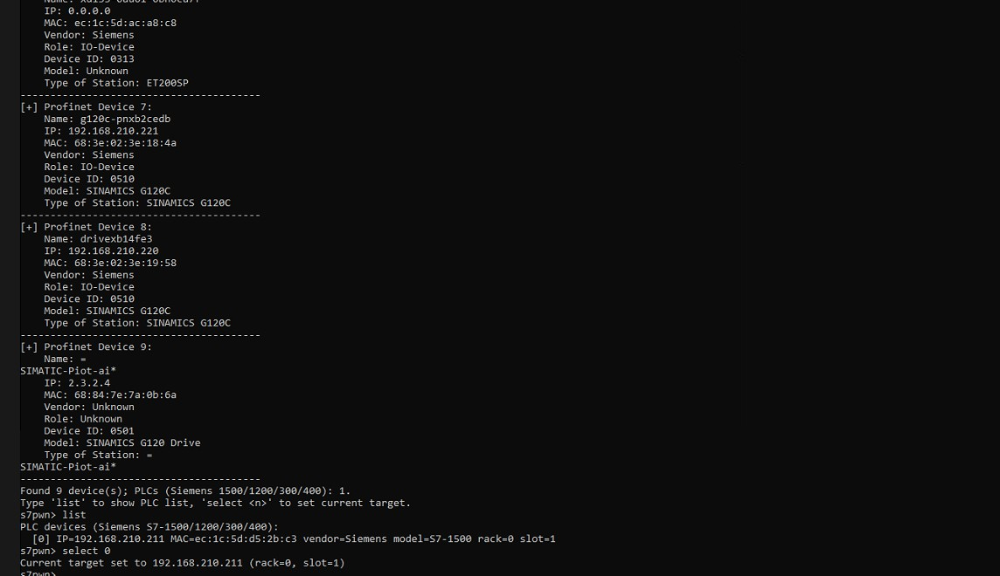 IP: 0.0.0.0
MAC: ec:1c:5d:ac:a8:c8
Vendor: Siemens
Role: IO-Device
Device ID: 0313
Model: Unknown
Type of Station: ET200SP
----------------------------------------
[+] Profinet Device 7:
Name: g120c-pnxb2cedb
IP: 192.168.210.221
MAC: 68:3e:02:3e:18:4a
Vendor: Siemens
Role: IO-Device
Device ID: 0510
Model: SINAMICS G120C
Type of Station: SINAMICS G120C
----------------------------------------
[+] Profinet Device 8:
Name: drivexb14fe3
IP: 192.168.210.220
MAC: 68:3e:02:3e:19:58
Vendor: Siemens
Role: IO-Device
Device ID: 0510
Model: SINAMICS G120C
Type of Station: SINAMICS G120C
----------------------------------------
[+] Profinet Device 9:
Name: =
SIMATIC-Piot-ai*
IP: 2.3.2.4
MAC: 68:84:7e:7a:0b:6a
Vendor: Unknown
Role: Unknown
Device ID: 0501
Model: SINAMICS G120 Drive
Type of Station: =
SIMATIC-Piot-ai*
----------------------------------------
Found 9 device(s); PLCs (Siemens 1500/1200/300/400): 1.
Type 'list' to show PLC list, 'select <n>' to set current target.
s7pwn> list
PLC devices (Siemens S7-1500/1200/300/400):
[0] IP=192.168.210.211 MAC=ec:1c:5d:d5:2b:c3 vendor=Siemens model=S7-1500 rack=0 slot=1
s7pwn> select 0
Current target set to 192.168.210.211 (rack=0, slot=1)
s7pwn>